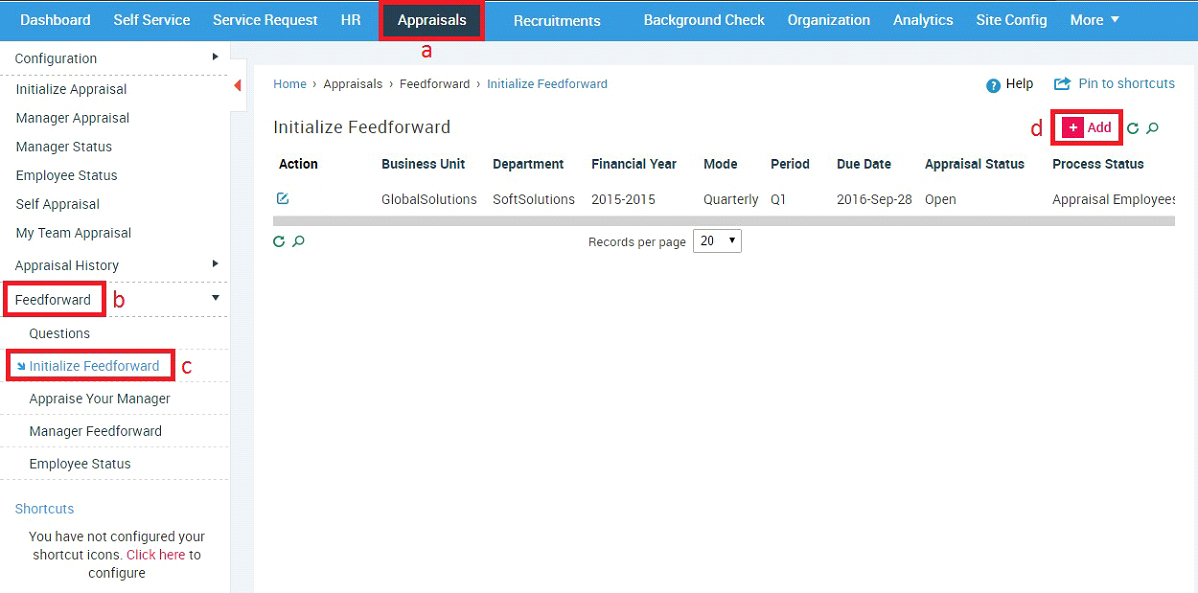 Dashboard Self Service Service Request HR Appraisals Recruitments Background Check Organization Analytics Site Config More
a
Configuration
Initialize Appraisal
Manager Appraisal
Manager Status
Employee Status
Self Appraisal
My Team Appraisal
Appraisal History
Feedforward b
Questions
Initialize Feedforward c
Appraise Your Manager
Manager Feedforward
Employee Status
Shortcuts
You have not configured your
shortcut icons. Click here to
configure
Home › Appraisals › Feedforward › Initialize Feedforward
? Help Pin to shortcuts
Initialize Feedforward
d + Add
Action Business Unit Department Financial Year Mode Period Due Date Appraisal Status Process Status
GlobalSolutions SoftSolutions 2015-2015 Quarterly Q1 2016-Sep-28 Open Appraisal Employees
Records per page 20